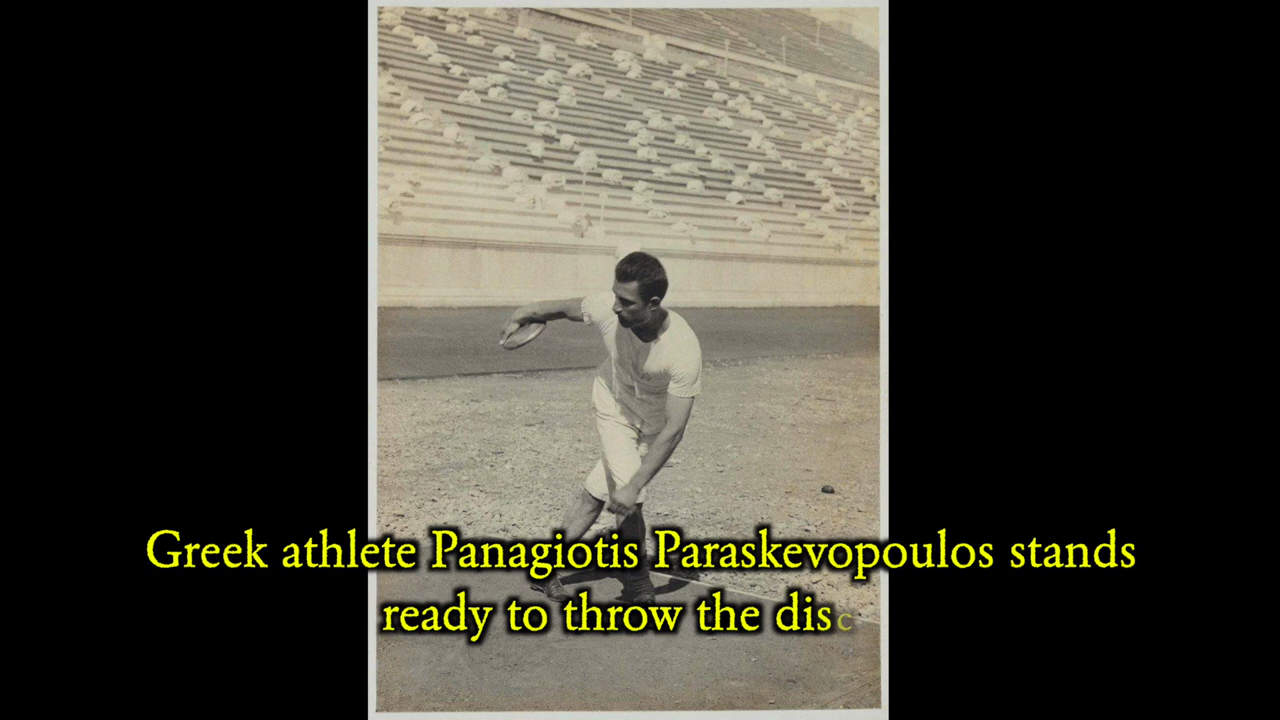 Greek athlete Panagiotis Paraskevopoulos stands
ready to throw the disc